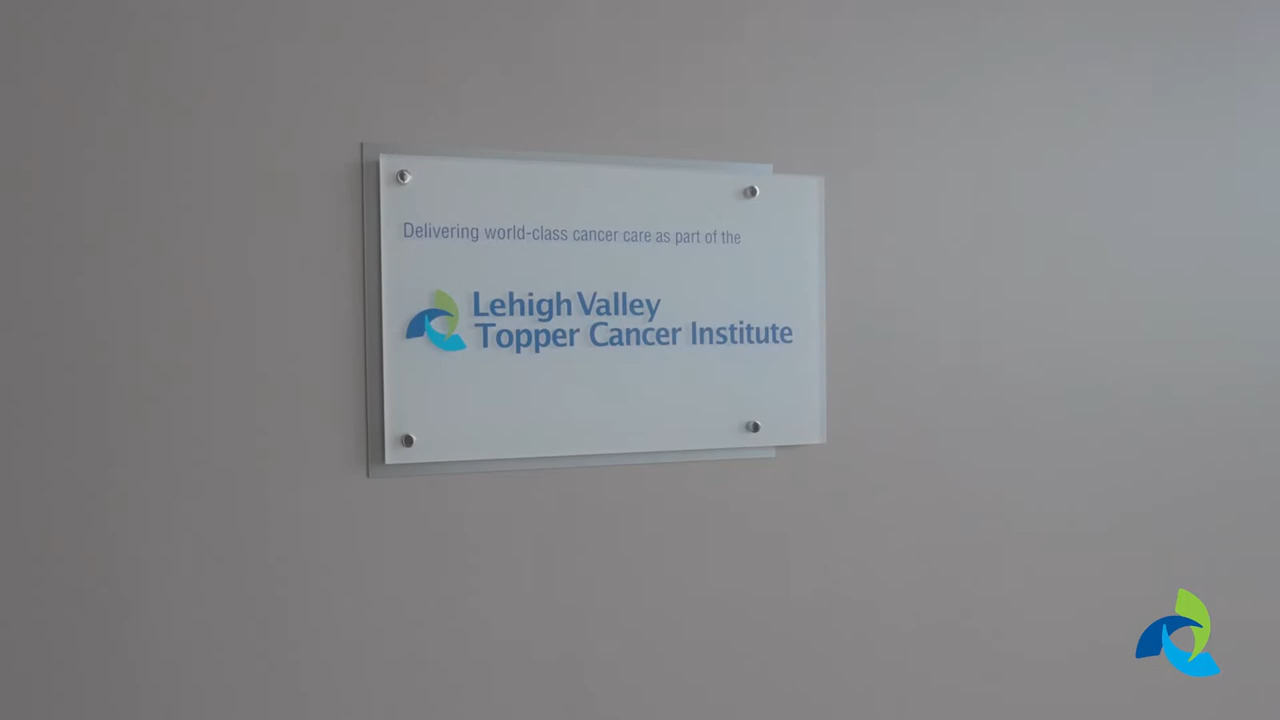 Delivering world-class cancer care as part of the
Lehigh Valley
Topper Cancer Institute